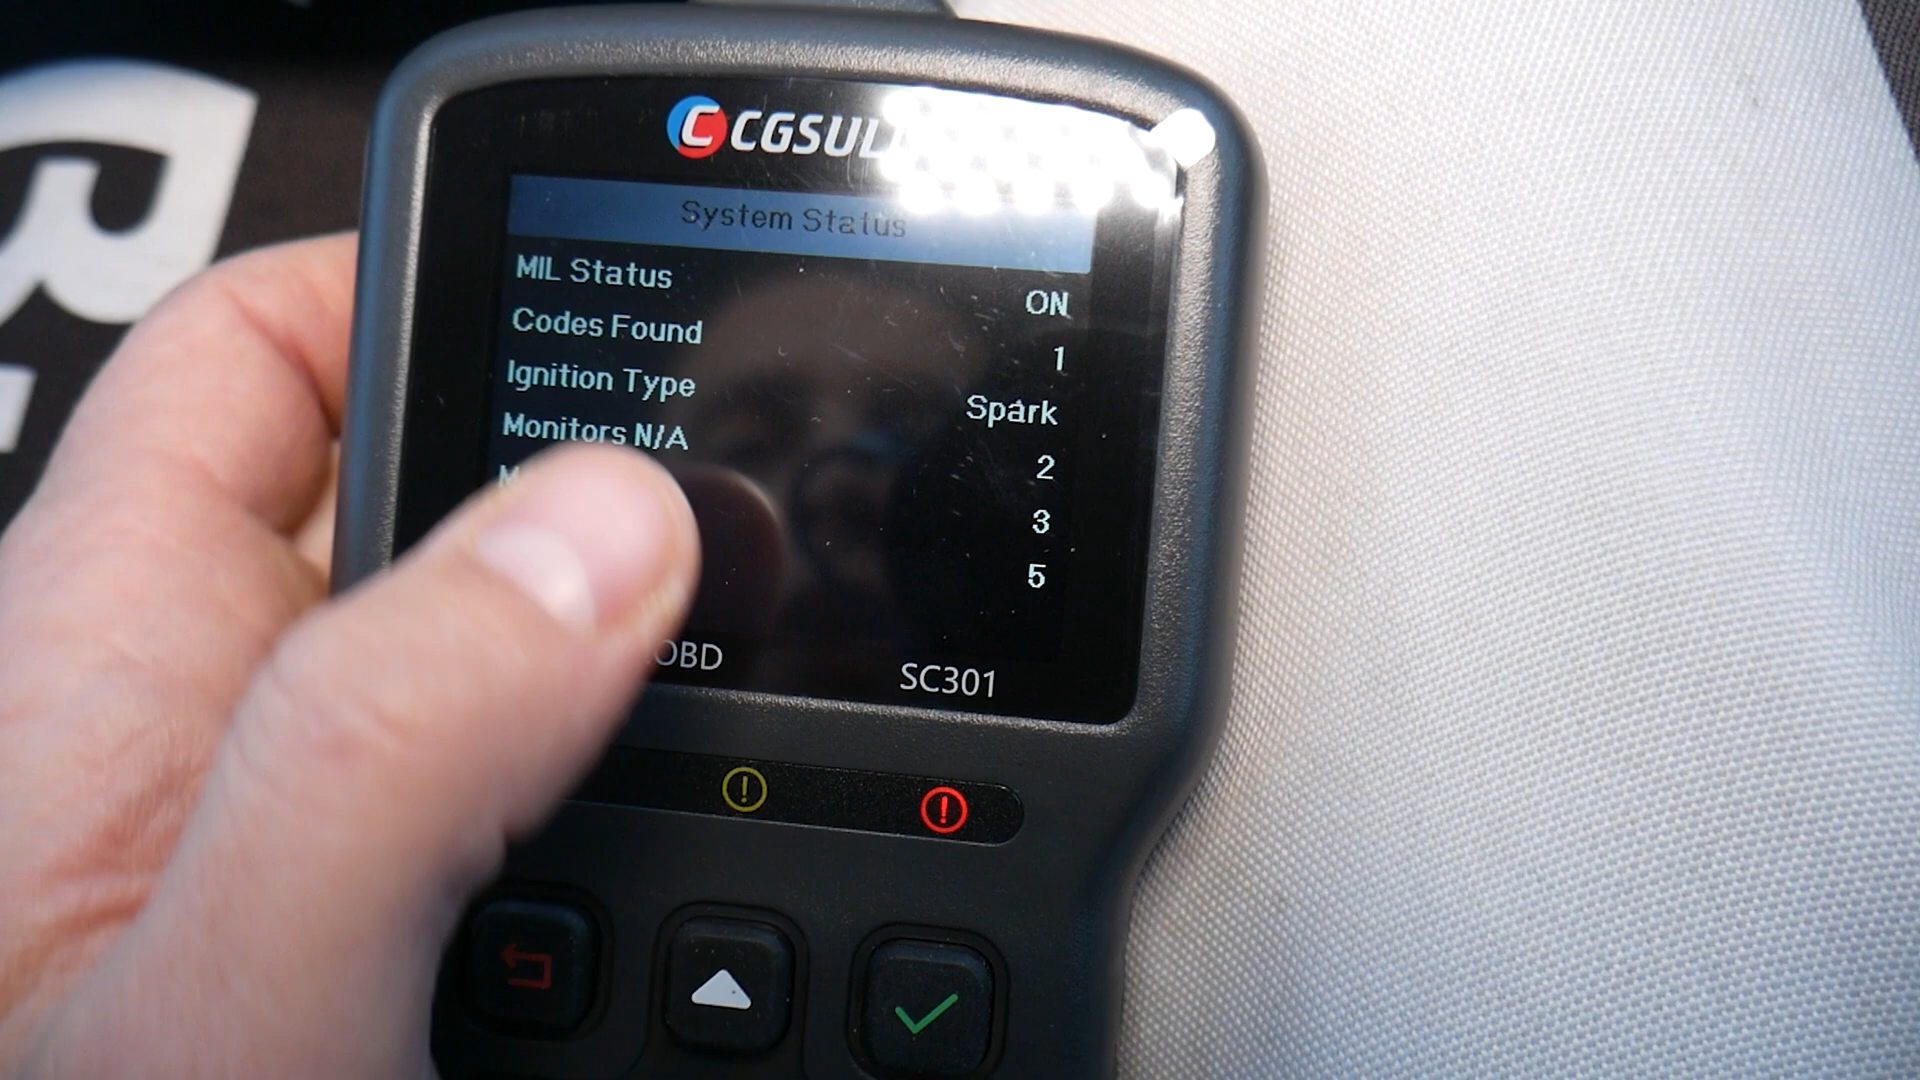 CGSUL
System Status
MIL Status ON
Codes Found 1
Ignition Type Spark
Monitors N/A 2
3
5
OBD SC301